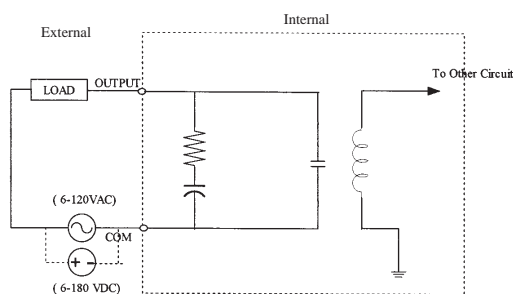 Internal
External
To Other Circuit
LOAD
OUTPUT
( 6-120VAC)
COM
+ -
( 6-180 VDC)